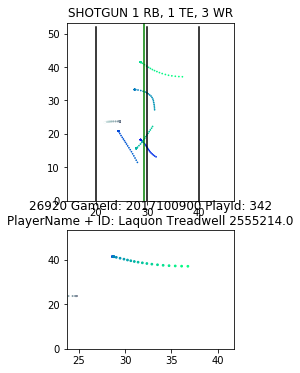 SHOTGUN 1 RB, 1 TE, 3 WR
50
40
30
20
10
0
20 30 40
26920 GameId: 2017100900 PlayId: 342
PlayerName + ID: Laquon Treadwell 2555214.0
40
20
0
25 30 35 40